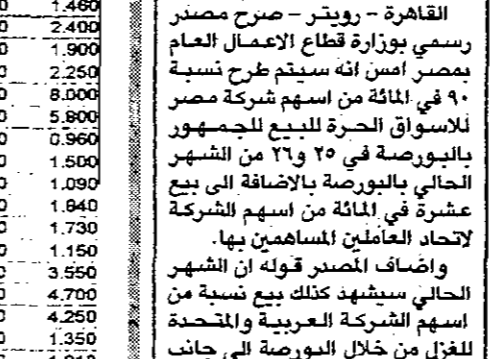 القاهرة - رويتر - صرح مصدر
رسمي بوزارة قطاع الاعمال العام
بمصر امس انه سيتم طرح نسبة
٩٠ في المائة من اسهم شركة مصر
للاسواق الحرة للبيع للجمهور
بالبورصة في ٢٥ و٢٦ من الشهر
الحالي بالبورصة بالاضافة الى بيع
عشرة في المائة من اسهم الشركة
لاتحاد العاملين المساهمين بها.
واضاف المصدر قوله ان الشهر
الحالي سيشهد كذلك بيع نسبة من
اسهم الشركة العربية والمتحدة
للغزل من خلال البورصة الى جانب
1.460
2.400
1.900
2.250
8.000
5.800
0.960
1.500
1.090
1.640
1.730
1.150
3.550
4.700
4.250
1.350